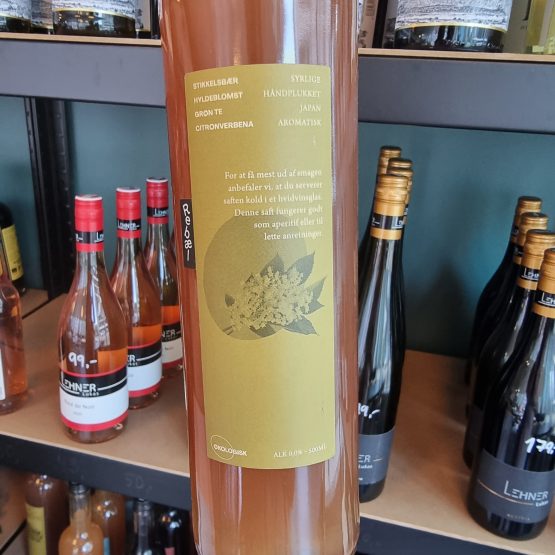 STIKKELSBÆR SYRLIGE
HYLDEBLOMST HÅNDPLUKKET
GRØN TE JAPAN
CITRONVERBENA AROMATISK
For at få mest ud af smagen
anbefaler vi, at du serverer
saften kold i et hvidvinsglas.
Denne saft fungerer godt
som aperitif eller til
lette anretninger.
ØKOLOGISK
ALK 0,0% - 500ML
99,-
LEHNER
Lukas
LEHNER
LEHNER
Lukas
179,-